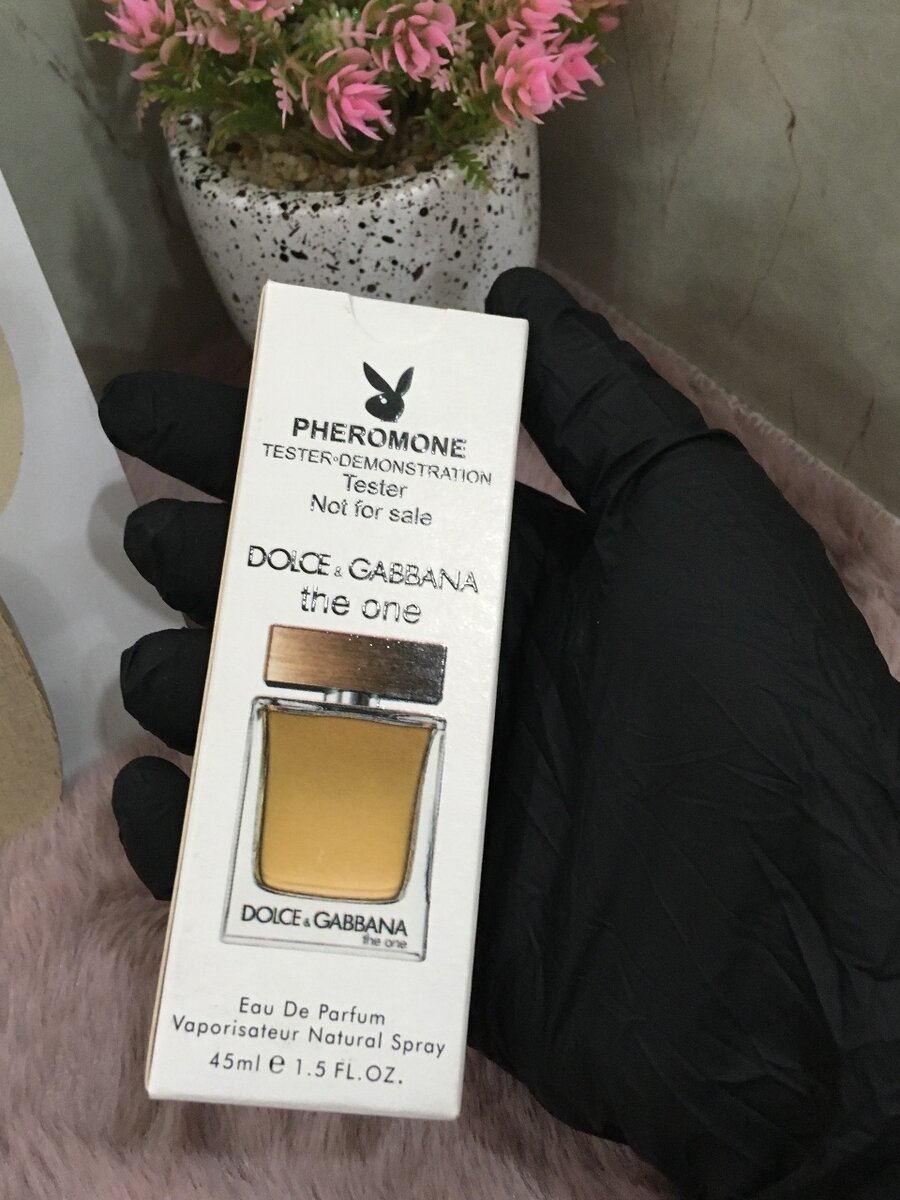 PHEROMONE
TESTER•DEMONSTRATION
Tester
Not for sale
DOLCE & GABBANA
the one
DOLCE & GABBANA
the one
Eau De Parfum
Vaporisateur Natural Spray
45ml e 1.5 FL.OZ.